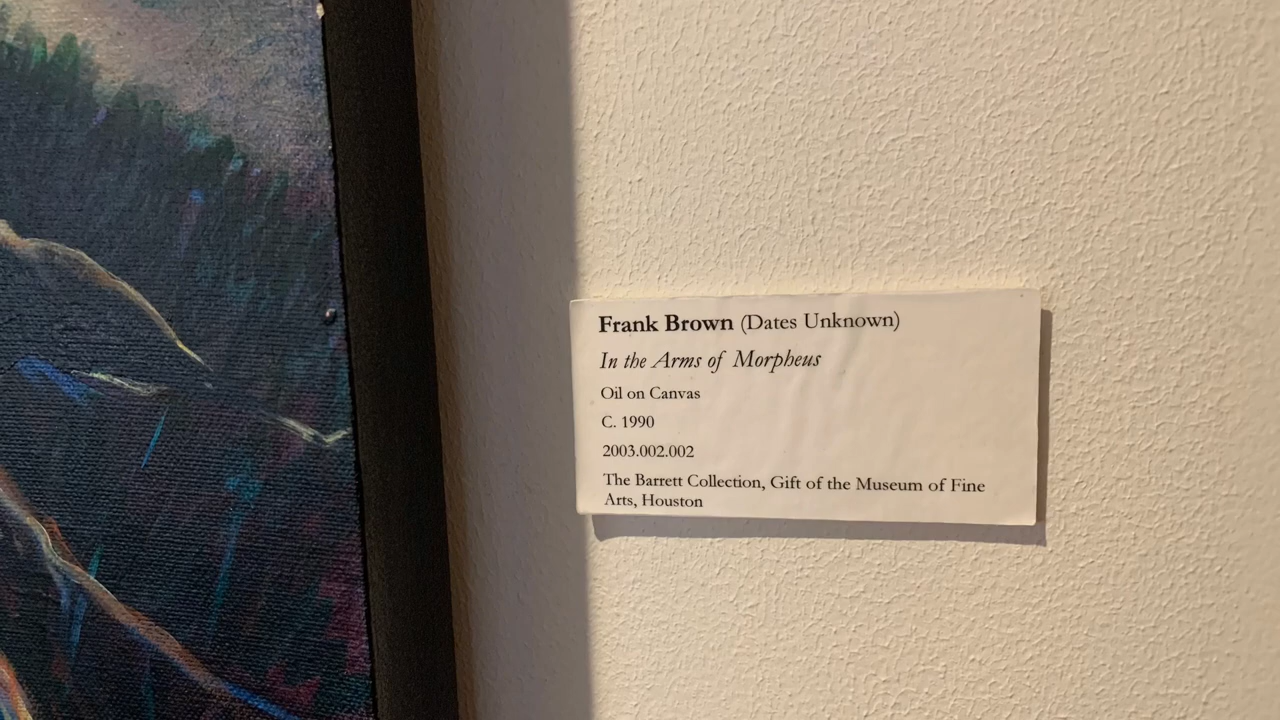 Frank Brown (Dates Unknown)
In the Arms of Morpheus
Oil on Canvas
C. 1990
2003.002.002
The Barrett Collection, Gift of the Museum of Fine
Arts, Houston